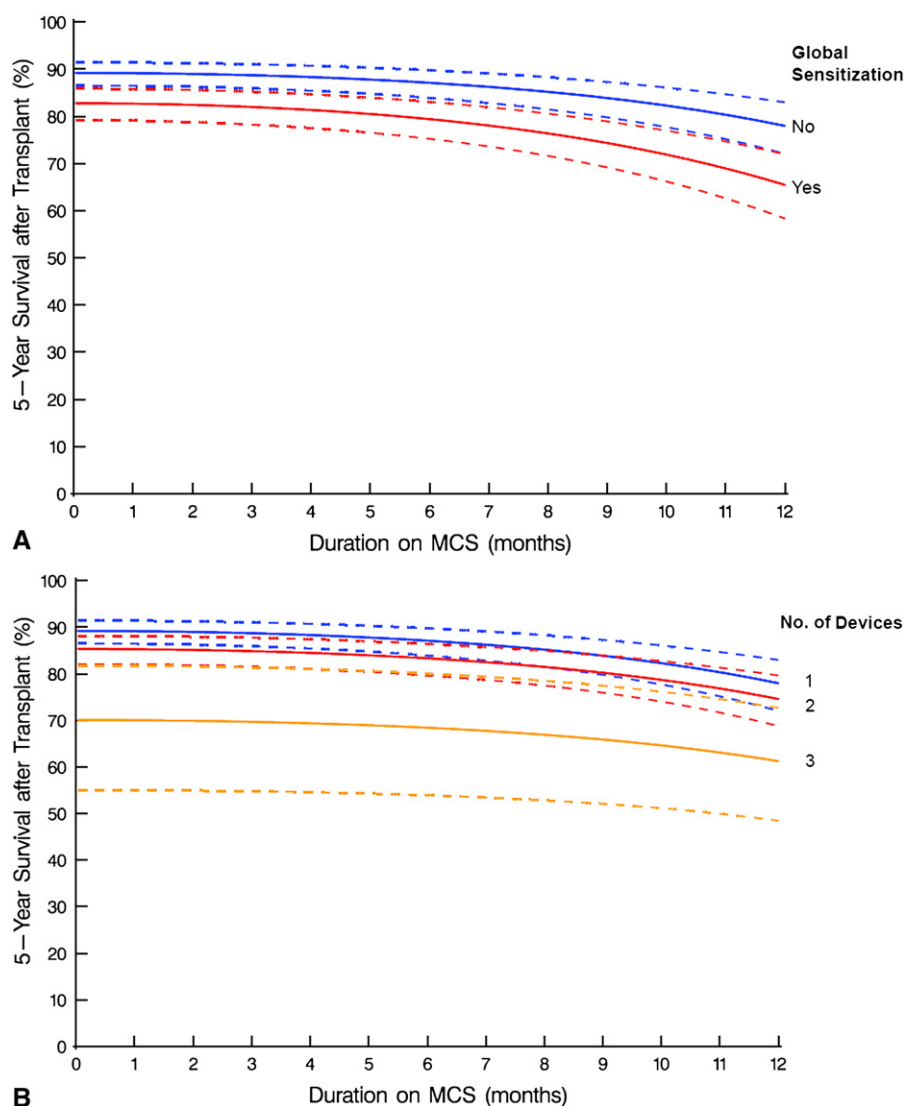 100
90
80
70
60
50
40
30
20
10
0
5–Year Survival after Transplant (%)
Global
Sensitization
No
Yes
0 1 2 3 4 5 6 7 8 9 10 11 12
A
Duration on MCS (months)
100
90
80
70
60
50
40
30
20
10
0
5–Year Survival after Transplant (%)
No. of Devices
1
2
3
0 1 2 3 4 5 6 7 8 9 10 11 12
B
Duration on MCS (months)